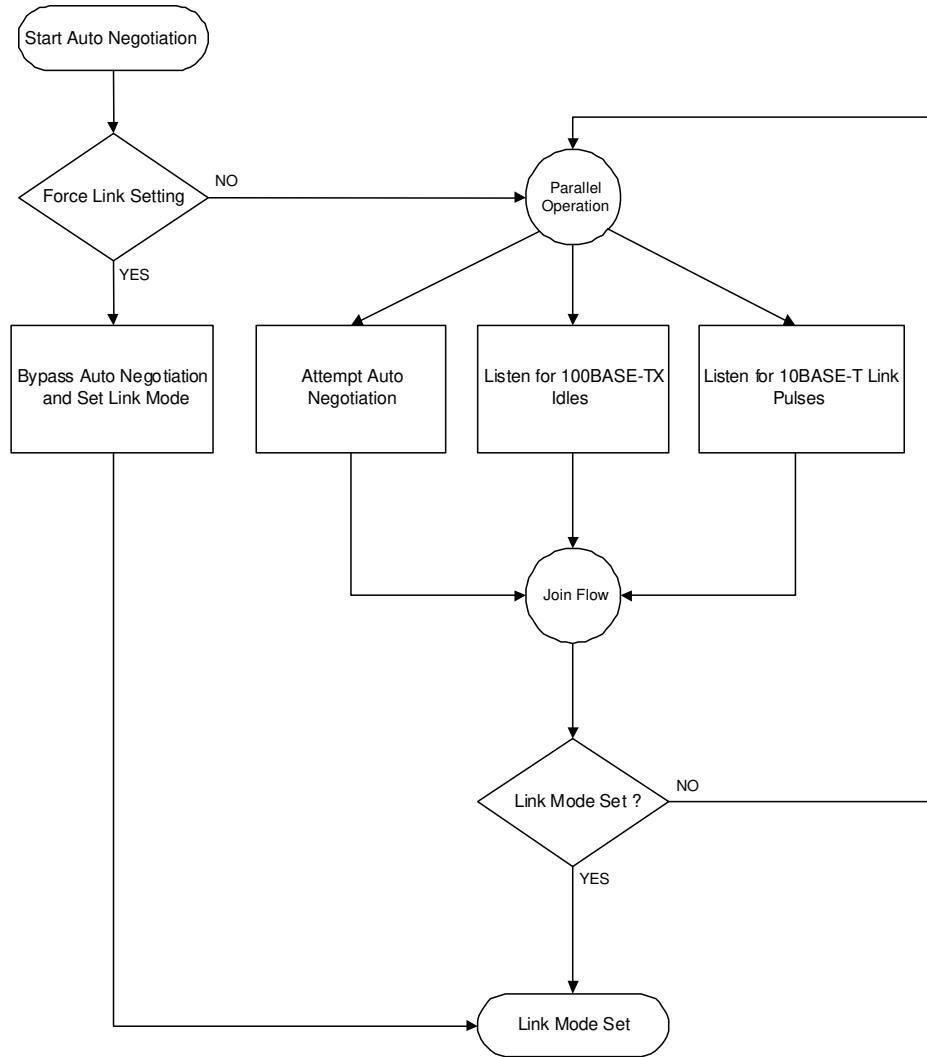 Start Auto Negotiation
Force Link Setting
NO
YES
Parallel
Operation
Bypass Auto Negotiation
and Set Link Mode
Attempt Auto
Negotiation
Listen for 100BASE-TX
Idles
Listen for 10BASE-T Link
Pulses
Join Flow
Link Mode Set ?
NO
YES
Link Mode Set